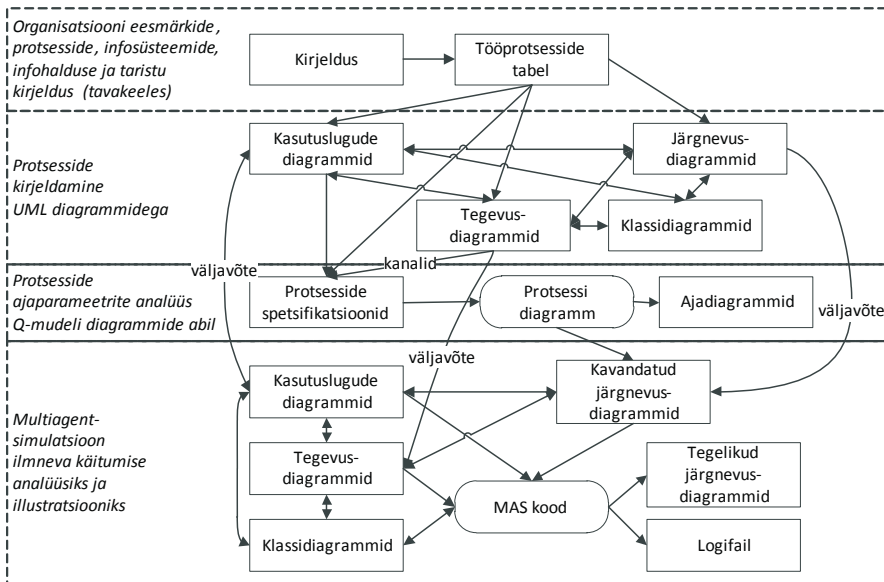 Organisatsiooni eesmärkide,
protsesside, infosüsteemide,
infohalduse ja taristu
kirjeldus (tavakeeles)
Kirjeldus
Tööprotsesside
tabel
Protsesside
kirjeldamine
UML diagrammidega
Kasutuslugude
diagrammid
Järgnevus-
diagrammid
Tegevus-
diagrammid
Klassidiagrammid
väljavõte
kanalid
Protsesside
ajaparameetrite analüüs
Q-mudeli diagrammide abil
Protsesside
spetsifikatsioonid
Protsessi
diagramm
Ajadiagrammid
väljavõte
väljavõte
Multiagent-
simulatsioon
ilmneva käitumise
analüüsiks ja
illustratsiooniks
Kasutuslugude
diagrammid
Kavandatud
järgnevus-
diagrammid
Tegevus-
diagrammid
Klassidiagrammid
MAS kood
Tegelikud
järgnevus-
diagrammid
Logifail